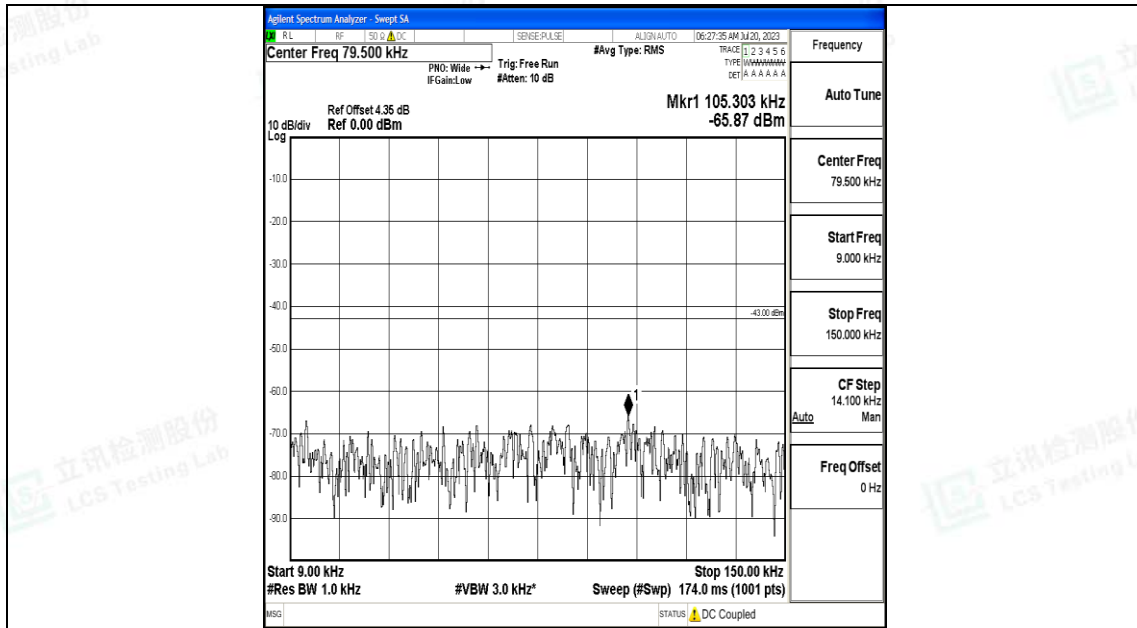 Agilent Spectrum Analyzer - Swept SA
LXI RL RF 50 Ω DC SENSE:PULSE ALIGN AUTO 06:27:35 AM Jul 20, 2023
Center Freq 79.500 kHz
#Avg Type: RMS
TRACE 1 2 3 4 5 6
TYPE
DET A A A A A A
PNO: Wide
IFGain:Low
Trig: Free Run
#Atten: 10 dB
Mkr1 105.303 kHz
-65.87 dBm
Ref Offset 4.35 dB
Ref 0.00 dBm
10 dB/div
Log
-10.0
-20.0
-30.0
-40.0
-43.00 dBm
-50.0
-60.0
1
-70.0
-80.0
-90.0
Start 9.00 kHz
Stop 150.00 kHz
#Res BW 1.0 kHz
#VBW 3.0 kHz*
Sweep (#Swp) 174.0 ms (1001 pts)
MSG
STATUS DC Coupled
Frequency
Auto Tune
Center Freq
79.500 kHz
Start Freq
9.000 kHz
Stop Freq
150.000 kHz
CF Step
14.100 kHz
Auto Man
Freq Offset
0 Hz
立讯检测股份
LCS Testing Lab